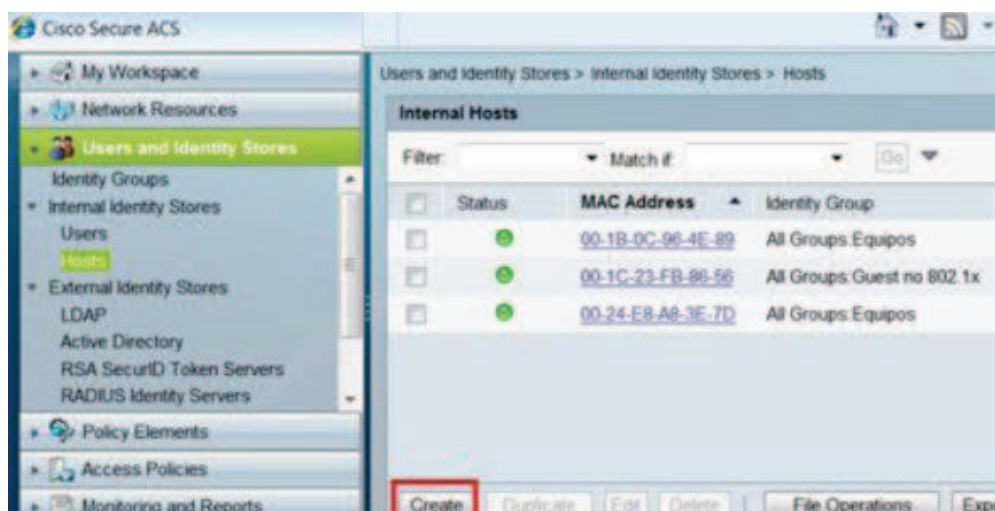 Cisco Secure ACS
My Workspace
Network Resources
Users and Identity Stores
Identity Groups
Internal Identity Stores
Users
Hosts
External Identity Stores
LDAP
Active Directory
RSA SecurID Token Servers
RADIUS Identity Servers
Policy Elements
Access Policies
Monitoring and Reports
Users and Identity Stores > Internal Identity Stores > Hosts
Internal Hosts
Filter: Match if: Go
Status MAC Address Identity Group
00-1B-0C-96-4E-89 All Groups:Equipos
00-1C-23-FB-86-56 All Groups:Guest no 802.1x
00-24-E8-A8-3E-7D All Groups:Equipos
Create Duplicate Edit Delete File Operations Expo